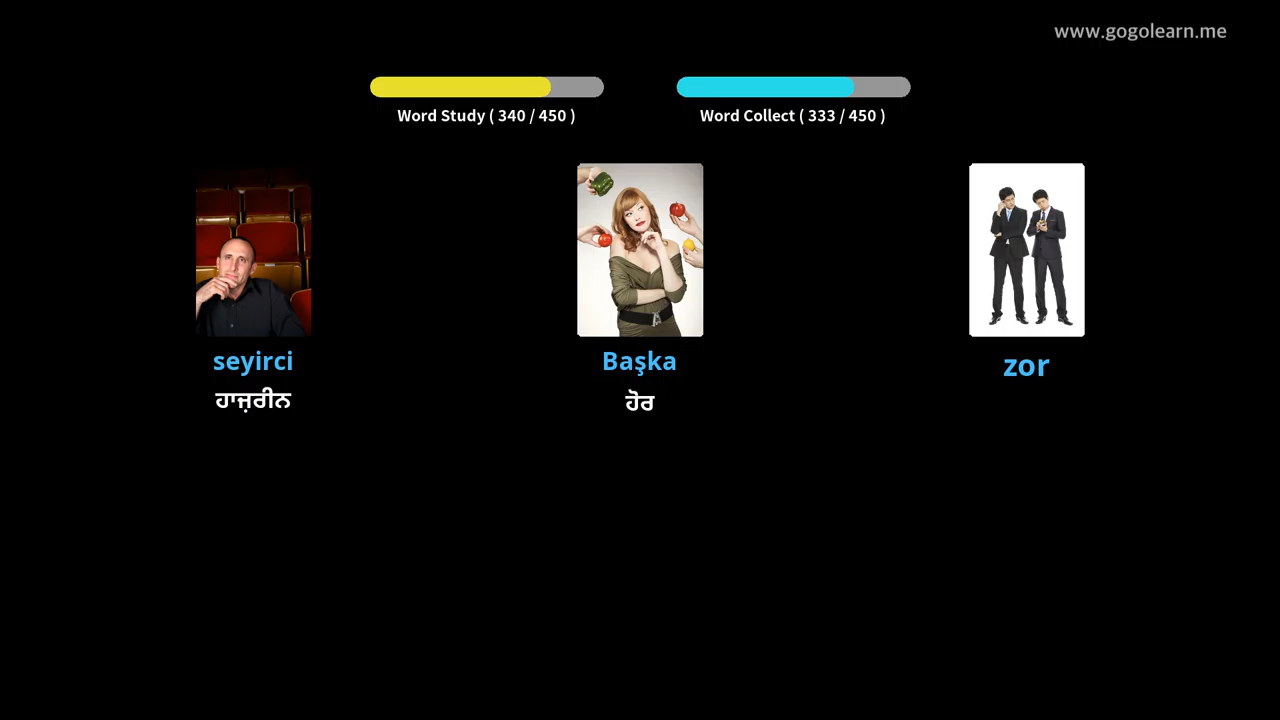 www.gogolearn.me
Word Study ( 340 / 450 )
Word Collect ( 333 / 450 )
seyirci
Başka
zor
ਹਾਜ਼ਰੀਨ
ਹੋਰ